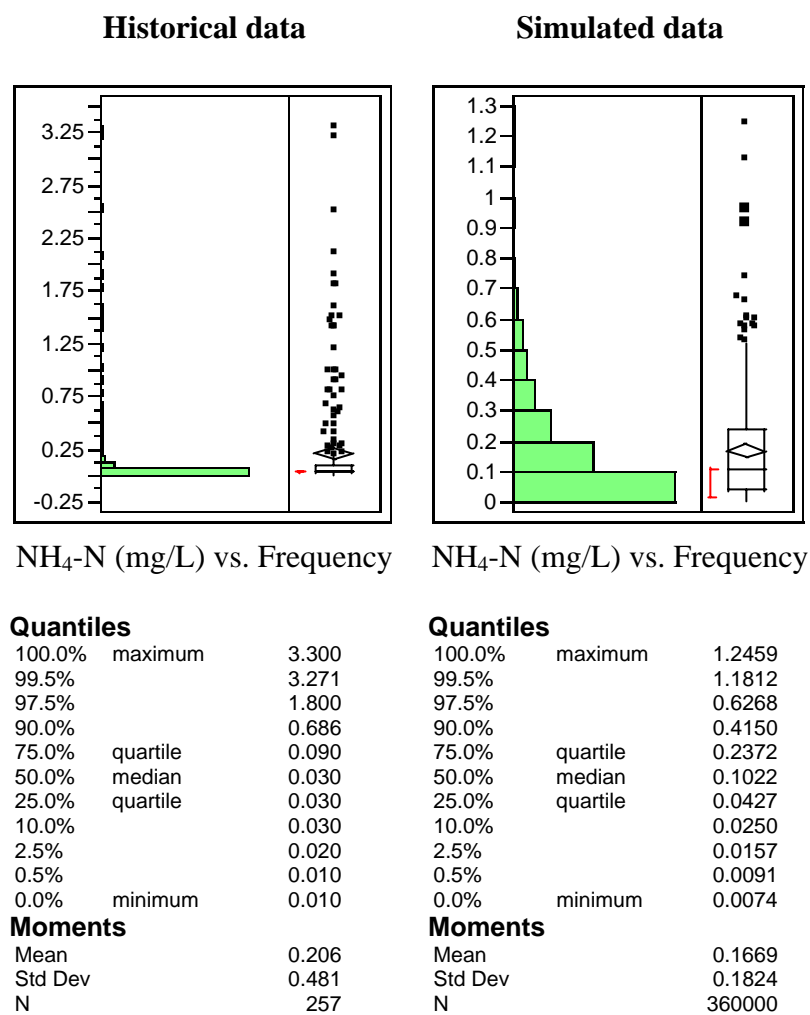 Historical data
3.25
2.75
2.25
1.75
1.25
0.75
0.25
-0.25
NH4-N (mg/L) vs. Frequency
Quantiles
100.0% maximum 3.300
99.5% 3.271
97.5% 1.800
90.0% 0.686
75.0% quartile 0.090
50.0% median 0.030
25.0% quartile 0.030
10.0% 0.030
2.5% 0.020
0.5% 0.010
0.0% minimum 0.010
Moments
Mean 0.206
Std Dev 0.481
N 257
Simulated data
1.3
1.2
1.1
1
0.9
0.8
0.7
0.6
0.5
0.4
0.3
0.2
0.1
0
NH4-N (mg/L) vs. Frequency
Quantiles
100.0% maximum 1.2459
99.5% 1.1812
97.5% 0.6268
90.0% 0.4150
75.0% quartile 0.2372
50.0% median 0.1022
25.0% quartile 0.0427
10.0% 0.0250
2.5% 0.0157
0.5% 0.0091
0.0% minimum 0.0074
Moments
Mean 0.1669
Std Dev 0.1824
N 360000